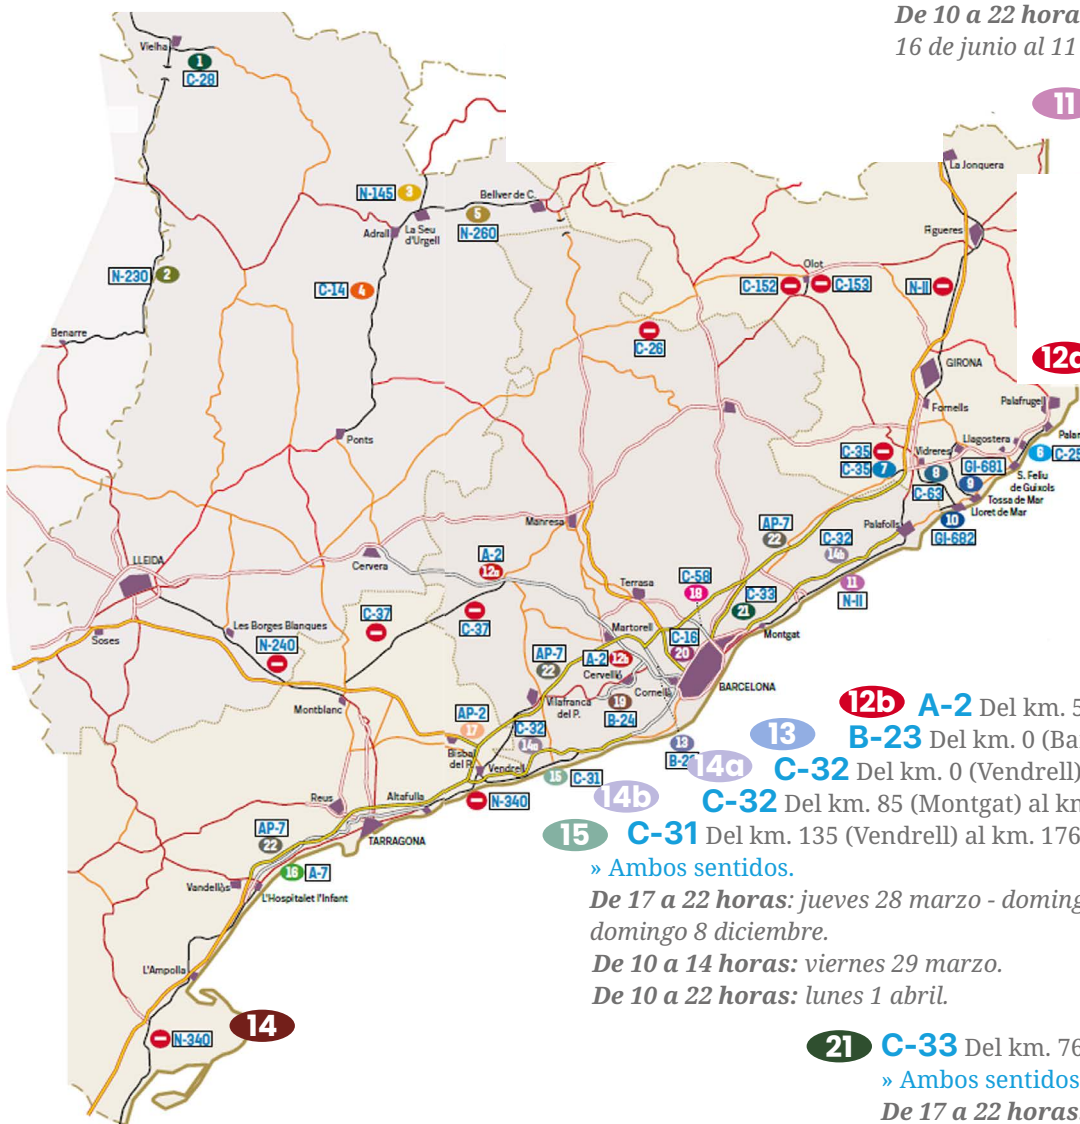 De 10 a 22 hora
16 de junio al 11
11
Vielha
1
C-28
La Jonquera
N-145
3
Bellver de C.
5
N-260
Adrall
La Seu
d'Urgell
Figueres
N-230
2
C-14
4
Olot
C-152
C-153
N-II
Benarre
C-26
12a
GIRONA
Fornells
Palafrugel
Ponts
Palar
6
C-25
Llagostera
Vidreres
C-35
C-35
7
8
GI-681
9
S. Feliu
de Guixols
C-63
Tossa de Mar
Lloret de Mar
10
GI-682
Manresa
AP-7
22
C-32
14b
Palafolls
LLEIDA
Cervera
A-2
12a
Terrasa
C-58
18
C-33
21
11
N-II
C-37
C-37
Les Borges Blanques
Soses
N-240
Martorell
C-16
20
Montgat
AP-7
22
A-2
12b
Cervelló
Cornellà
BARCELONA
Montblanc
Vilafranca
del P.
19
B-24
AP-2
17
C-32
14a
13
B-23
Bisbal
del P.
Vendrell
15
C-31
12b A-2 Del km. 5
13 B-23 Del km. 0 (Ba
14a C-32 Del km. 0 (Vendrell)
14b C-32 Del km. 85 (Montgat) al km
15 C-31 Del km. 135 (Vendrell) al km. 176
» Ambos sentidos.
De 17 a 22 horas: jueves 28 marzo - doming
domingo 8 diciembre.
De 10 a 14 horas: viernes 29 marzo.
De 10 a 22 horas: lunes 1 abril.
Reus
Altafulla
N-340
AP-7
22
TARRAGONA
16
A-7
Vandellòs
L'Hospitalet l'Infant
L'Ampolla
N-340
14
21 C-33 Del km. 76
» Ambos sentidos
De 17 a 22 horas: